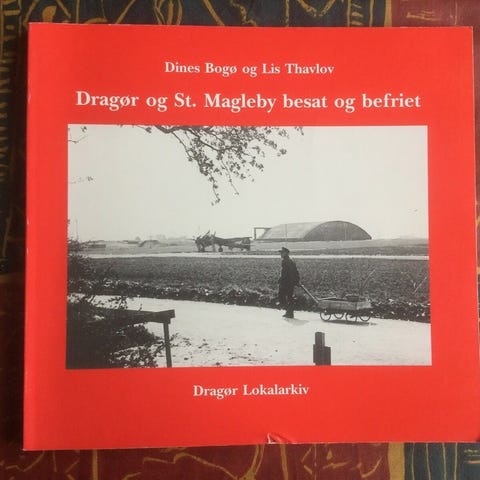 Dines Bogø og Lis Thavlov
Dragør og St. Magleby besat og befriet
Dragør Lokalarkiv